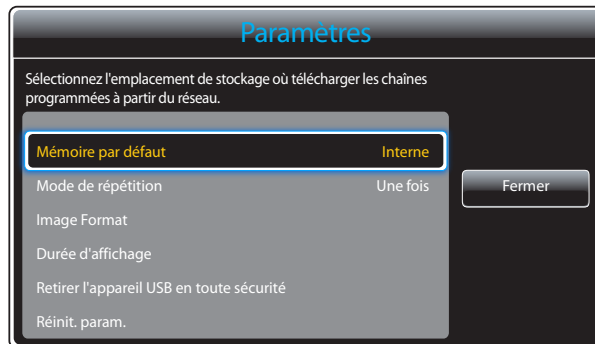 Paramètres
Sélectionnez l'emplacement de stockage où télécharger les chaînes
programmées à partir du réseau.
Mémoire par défaut Interne
Mode de répétition Une fois
Fermer
Image Format
Durée d'affichage
Retirer l'appareil USB en toute sécurité
Réinit. param.